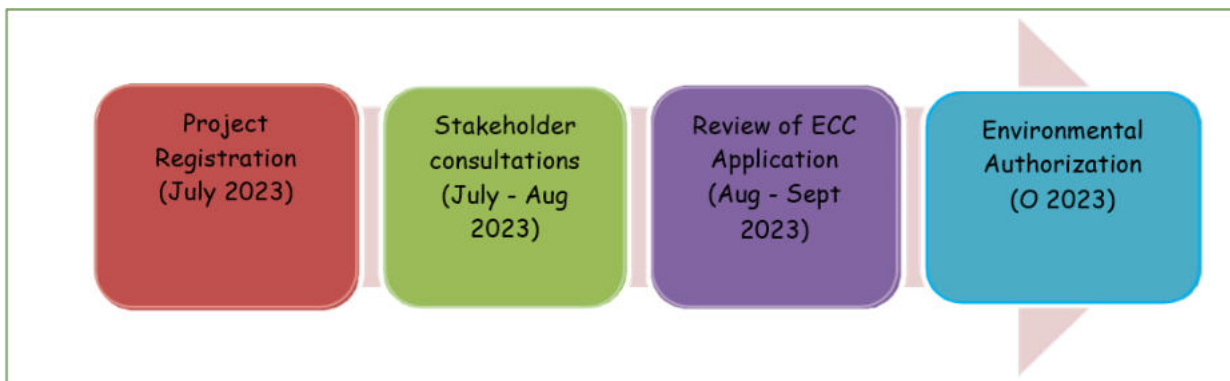 Project
Registration
(July 2023)
Stakeholder
consultations
(July - Aug
2023)
Review of ECC
Application
(Aug - Sept
2023)
Environmental
Authorization
(O 2023)